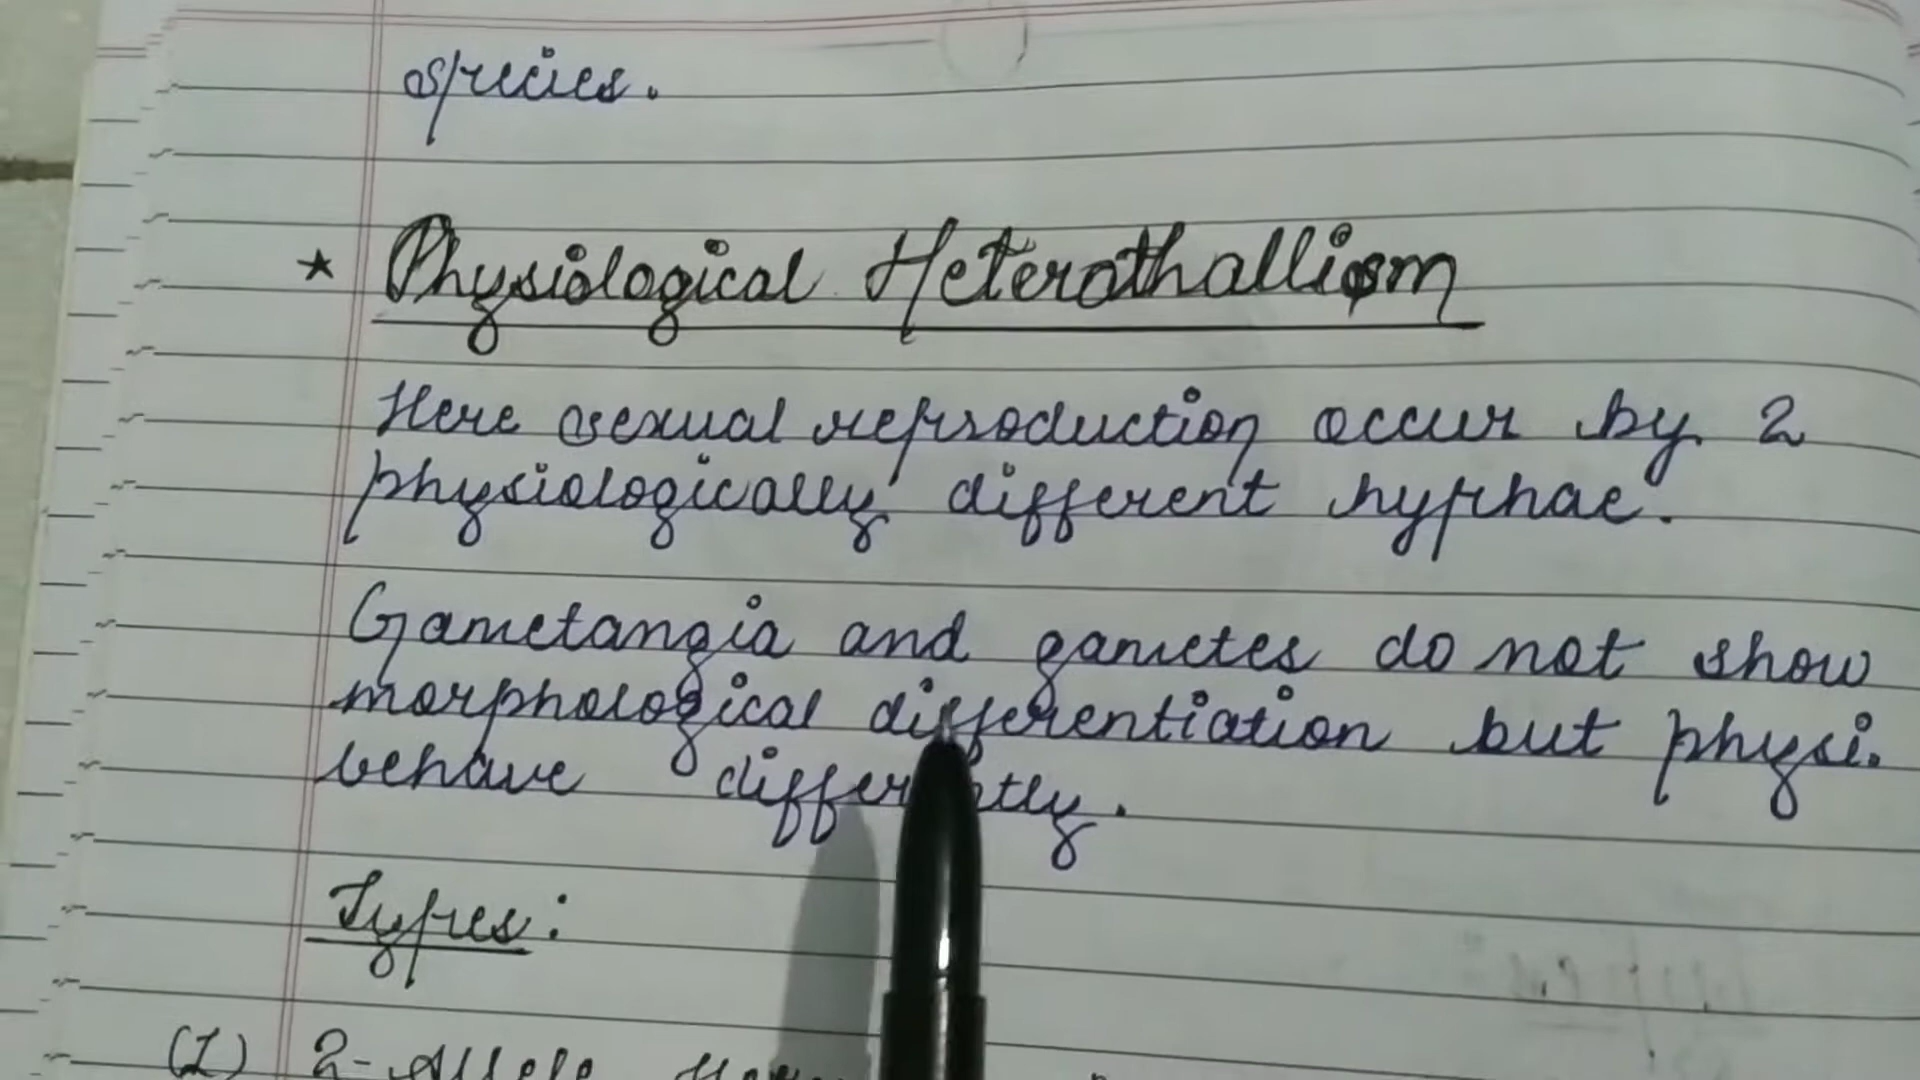 species.
★ Physiological Heterothallism
Here sexual reproduction occur by 2
physiologically different hyphae.
Gametangia and gametes do not show
morphological differentiation but physi.
behave differently.
Types:
(1) 2-Allele